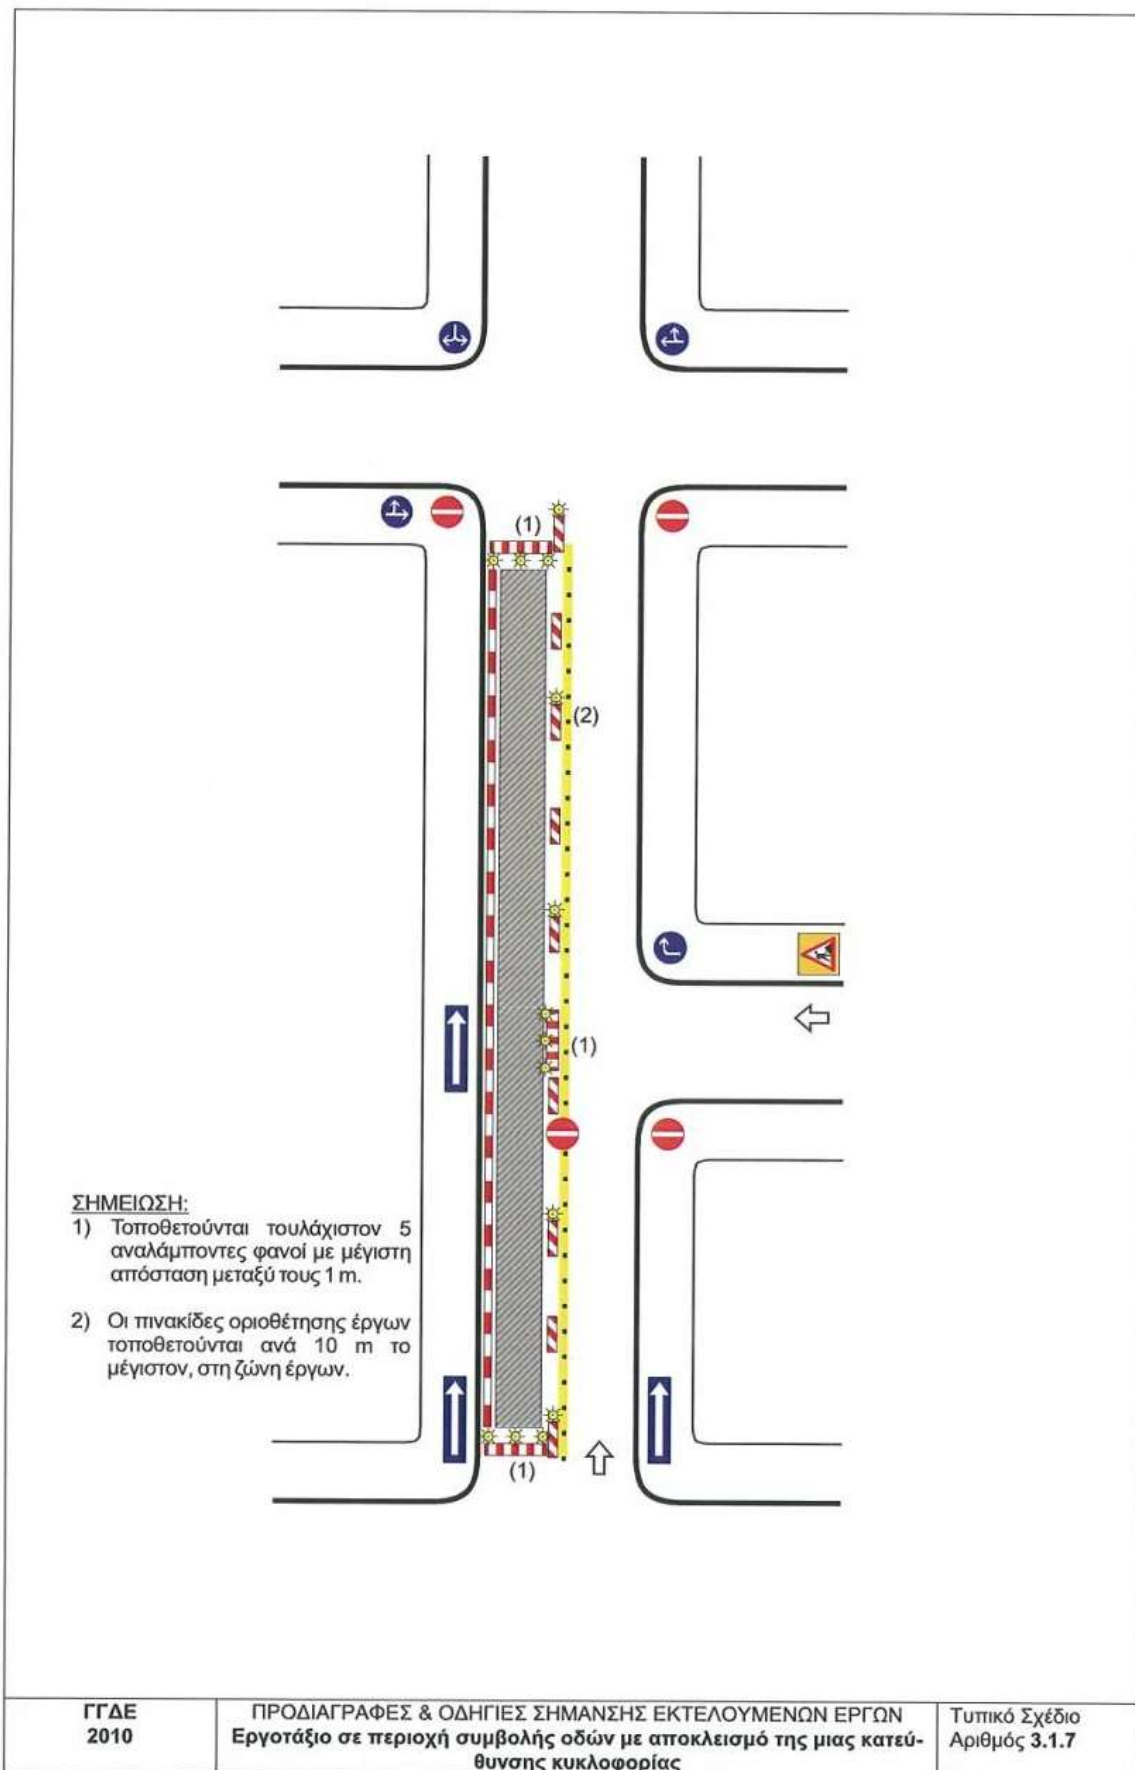 (1)
(2)
(1)
ΣΗΜΕΙΩΣΗ:
1) Τοποθετούνται τουλάχιστον 5
αναλάμποντες φανοί με μέγιστη
απόσταση μεταξύ τους 1 m.
2) Οι πινακίδες οριοθέτησης έργων
τοποθετούνται ανά 10 m το
μέγιστον, στη ζώνη έργων.
(1)
ΓΓΔΕ
2010
ΠΡΟΔΙΑΓΡΑΦΕΣ & ΟΔΗΓΙΕΣ ΣΗΜΑΝΣΗΣ ΕΚΤΕΛΟΥΜΕΝΩΝ ΕΡΓΩΝ
Εργοτάξιο σε περιοχή συμβολής οδών με αποκλεισμό της μιας κατεύ-
θυνσης κυκλοφορίας
Τυπικό Σχέδιο
Αριθμός 3.1.7